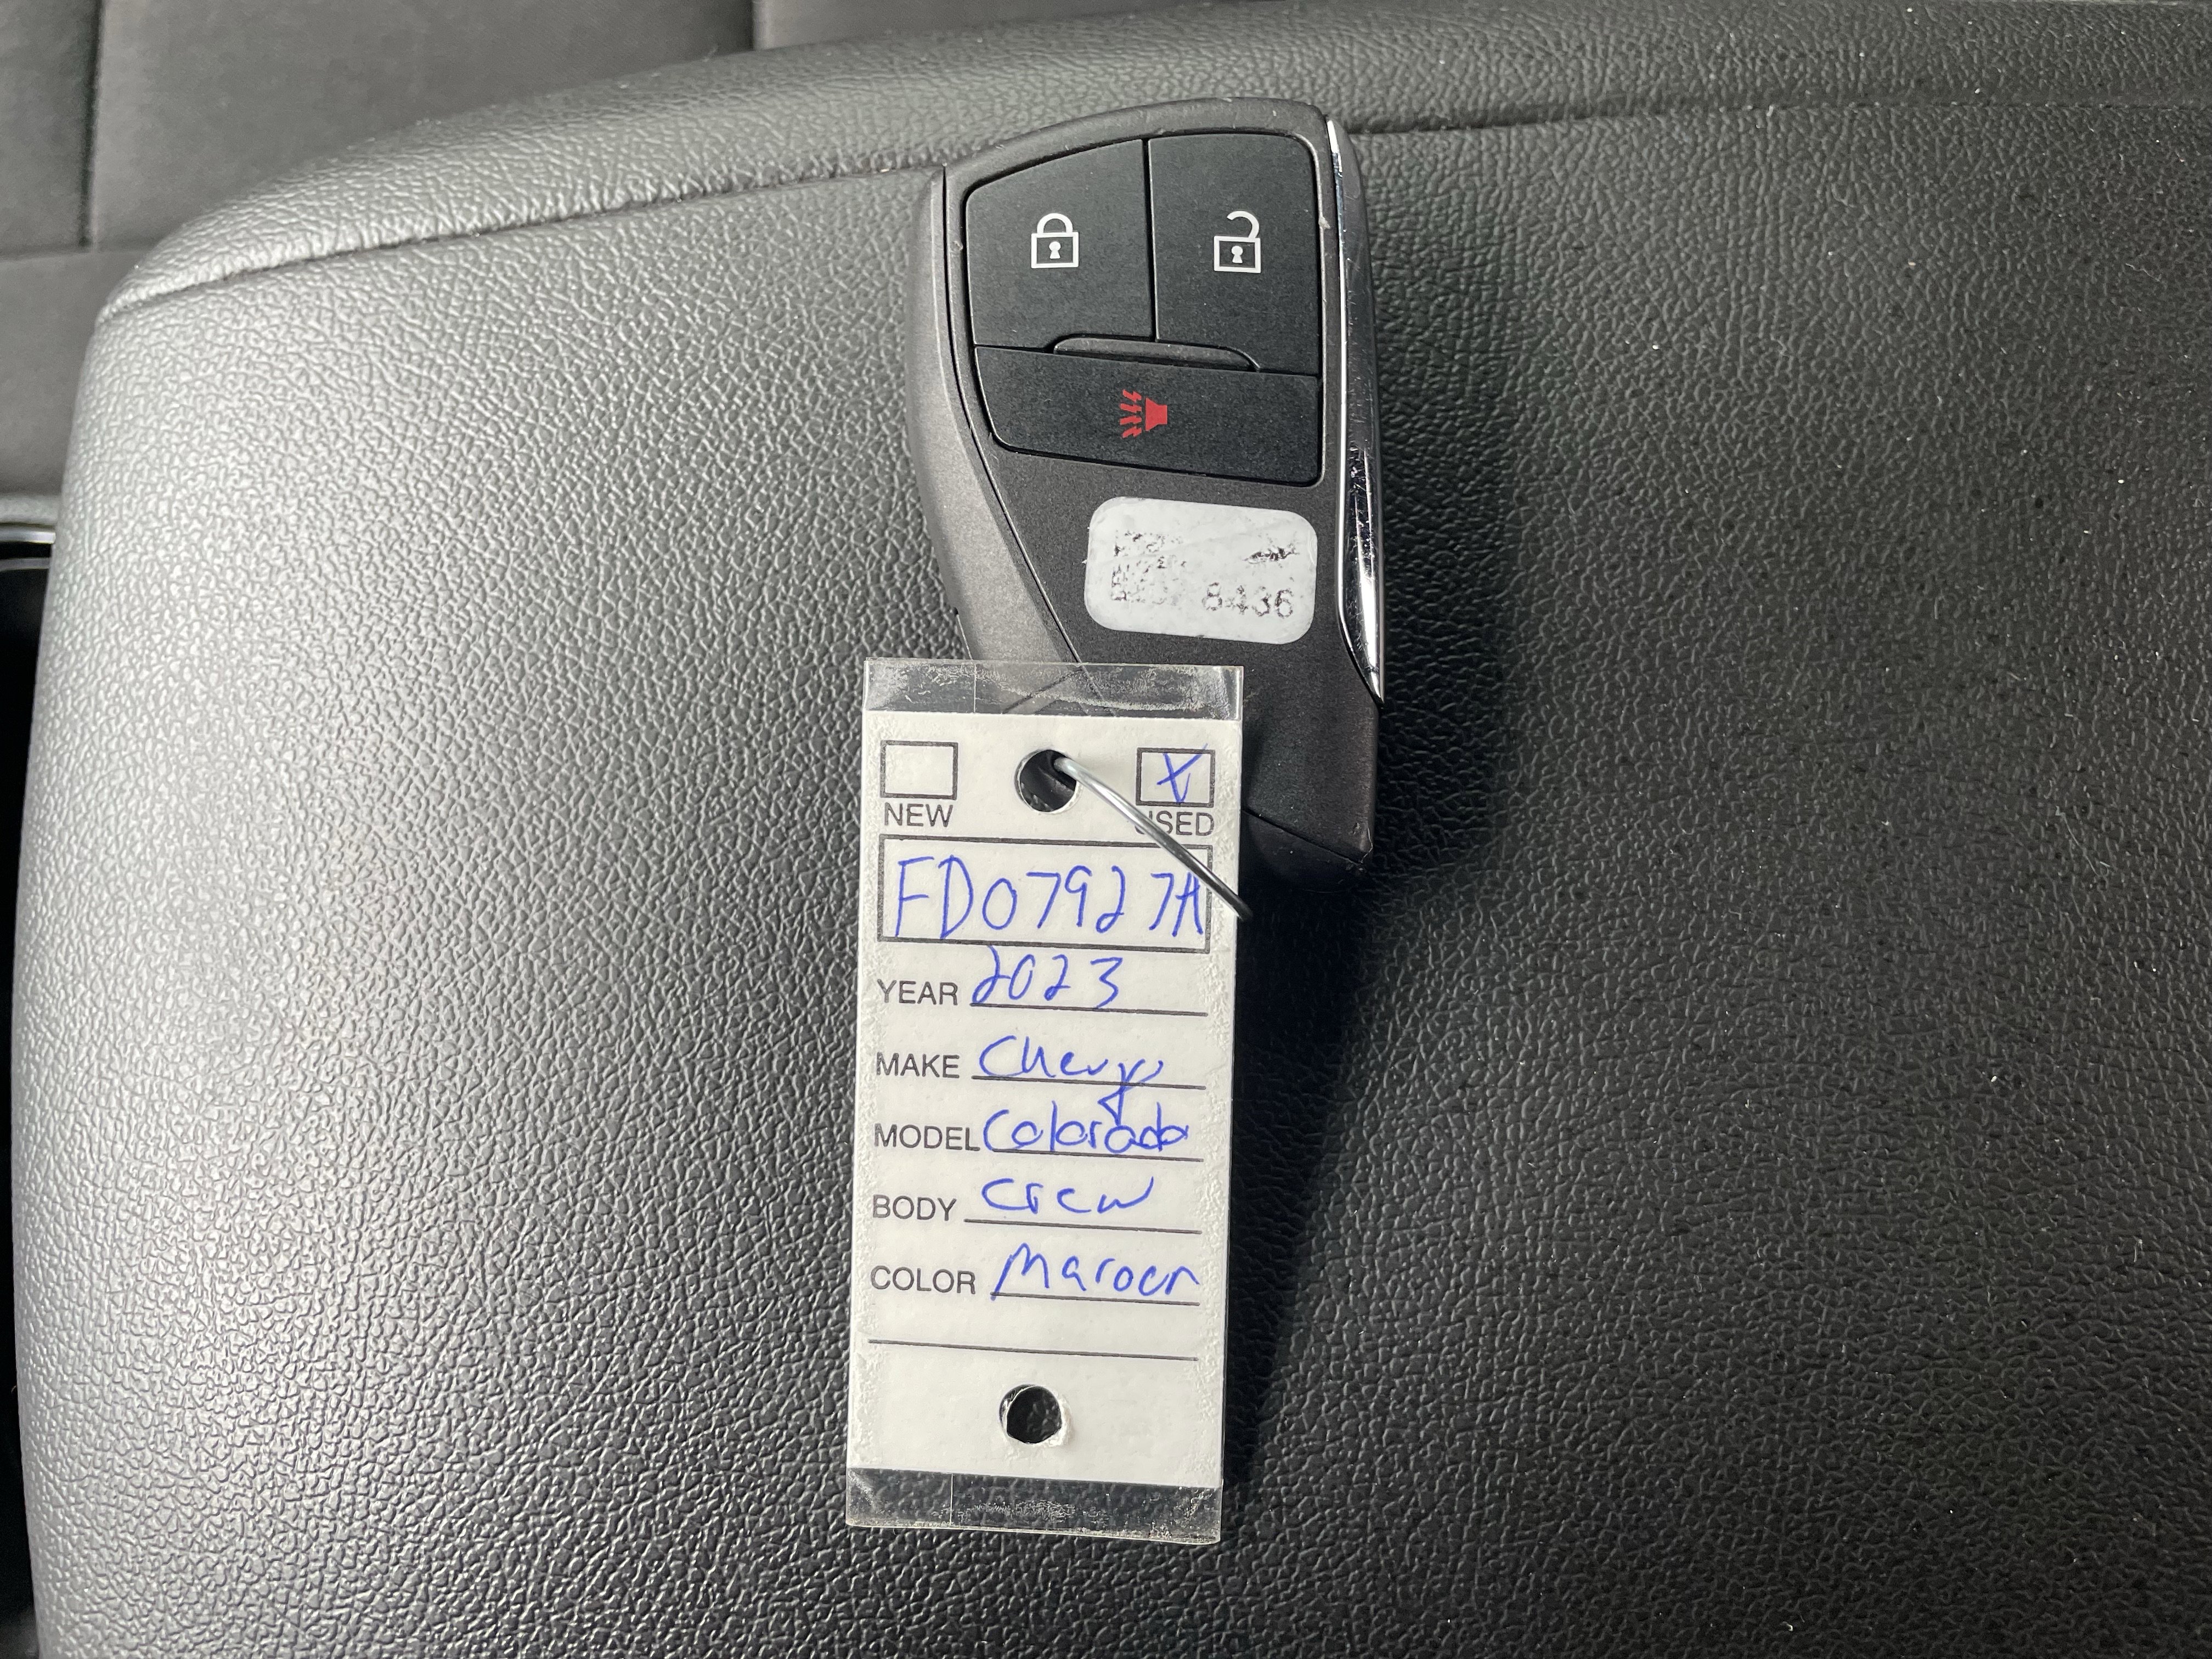 8436
NEW USED
FD07927A
YEAR 2023
MAKE Chevy
MODEL Colorado
BODY Crew
COLOR Maroon